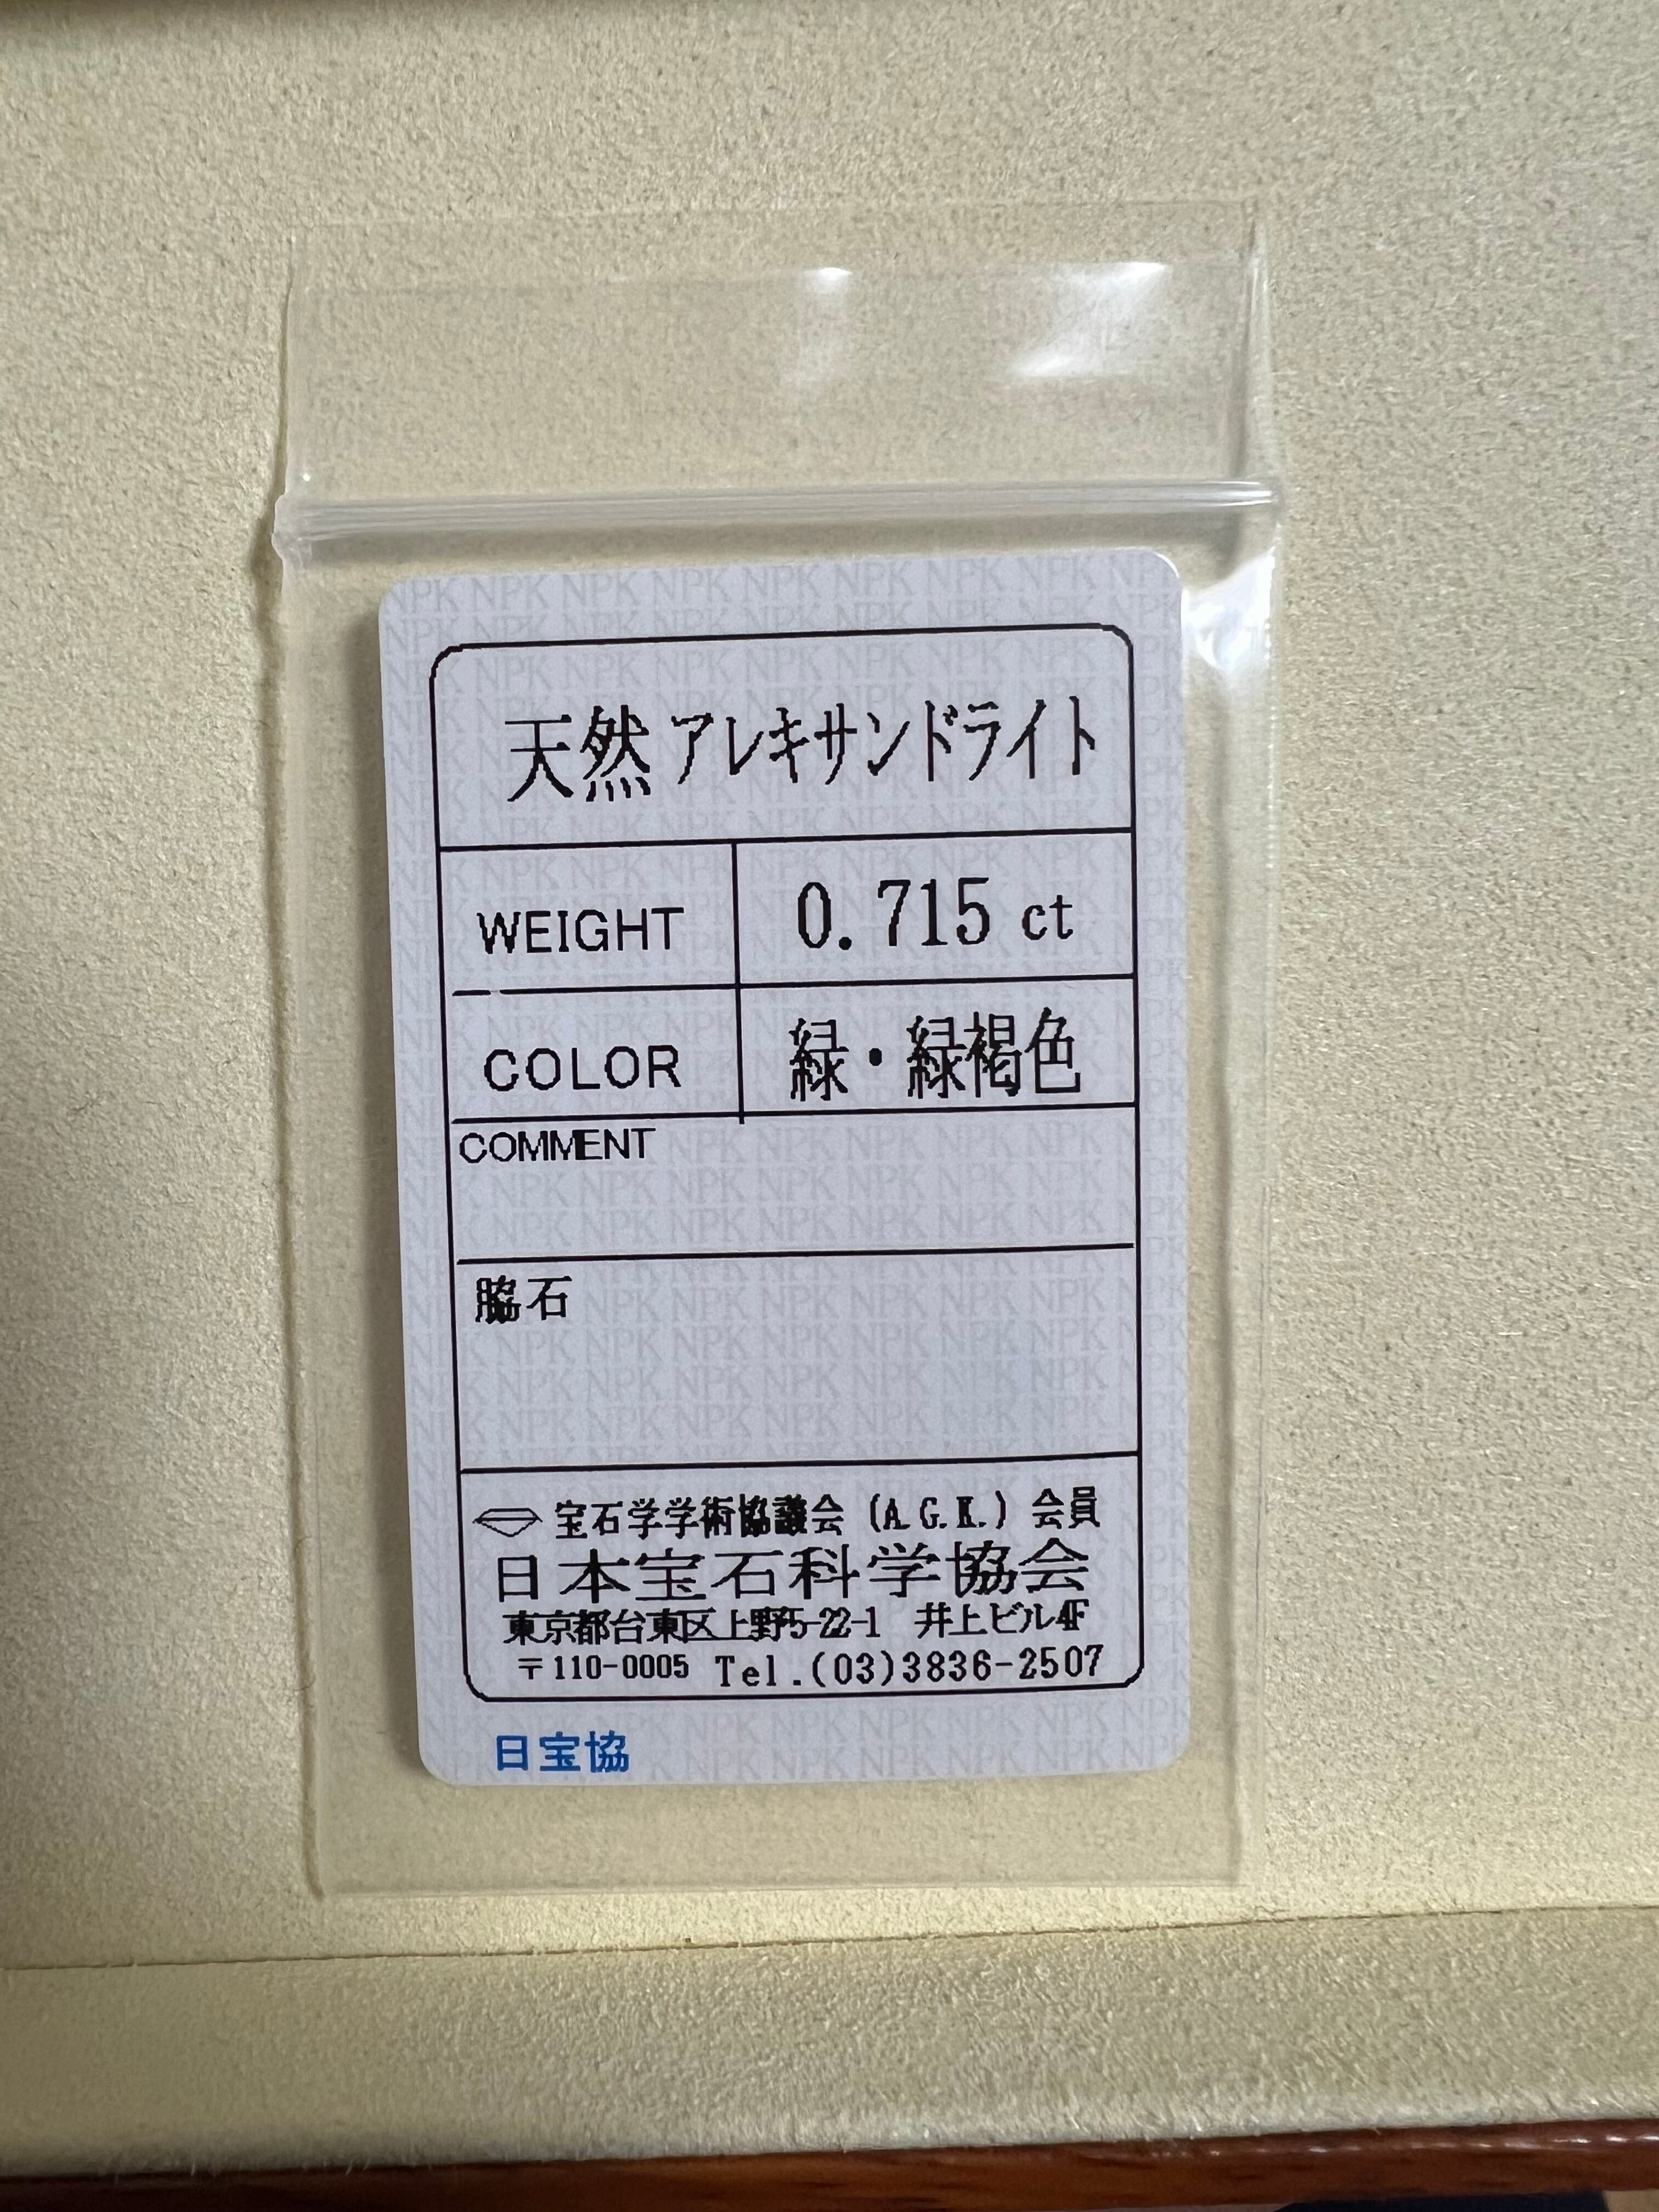 天然アレキサンドライト
WEIGHT 0.715 ct
COLOR 緑・緑褐色
COMMENT
脇石
宝石学学術協議会 (A.G.K.) 会員
日本宝石科学協会
東京都台東区上野5-22-1 井上ビル4F
〒110-0005 Tel.(03)3836-2507
日宝協